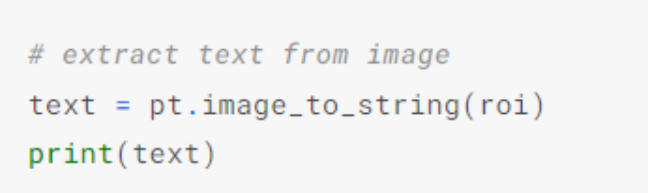 # extract text from image
text = pt.image_to_string(roi)
print(text)